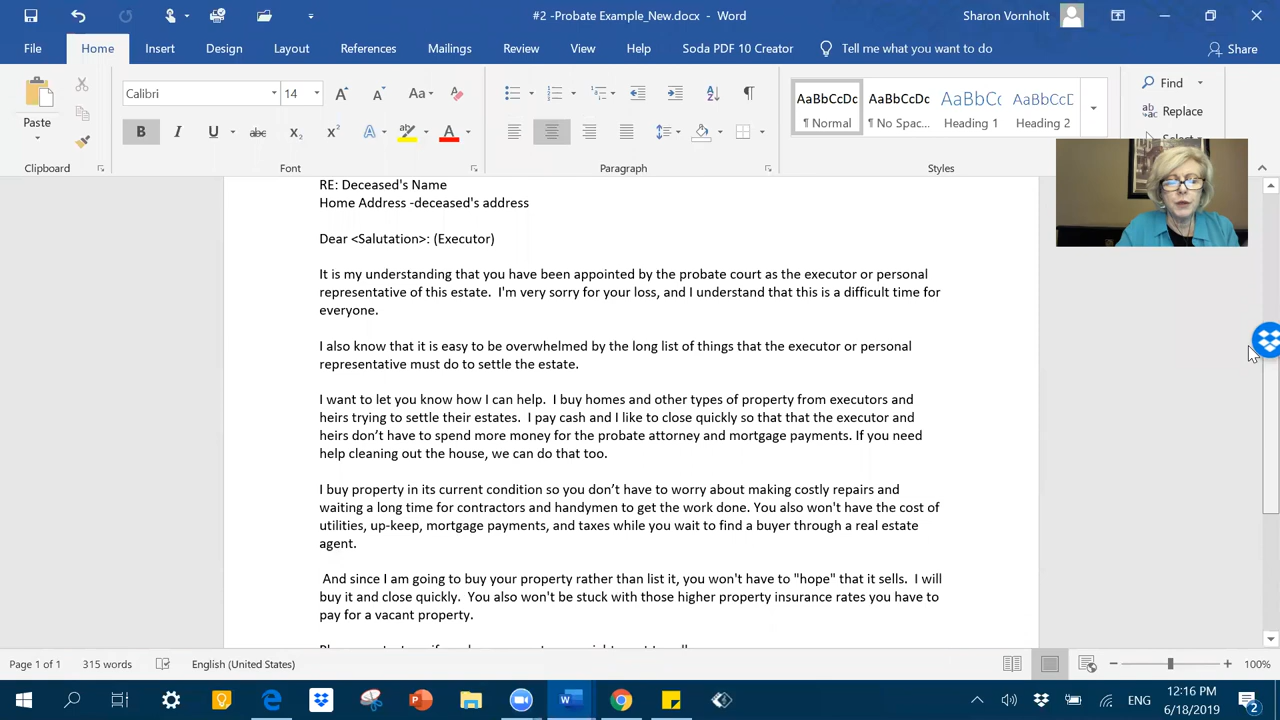 #2 -Probate Example_New.docx - Word
Sharon Vornholt
File Home Insert Design Layout References Mailings Review View Help Soda PDF 10 Creator Tell me what you want to do Share
Calibri 14 Aa
AaBbCcDc AaBbCcDc AaBbCc AaBbCcDc
Find
Replace
Paste
B I U abc X₂ X² A A
¶ Normal ¶ No Spac... Heading 1 Heading 2
Clipboard Font Paragraph Styles
RE: Deceased's Name
Home Address -deceased's address
Dear <Salutation>: (Executor)
It is my understanding that you have been appointed by the probate court as the executor or personal
representative of this estate. I'm very sorry for your loss, and I understand that this is a difficult time for
everyone.
I also know that it is easy to be overwhelmed by the long list of things that the executor or personal
representative must do to settle the estate.
I want to let you know how I can help. I buy homes and other types of property from executors and
heirs trying to settle their estates. I pay cash and I like to close quickly so that that the executor and
heirs don’t have to spend more money for the probate attorney and mortgage payments. If you need
help cleaning out the house, we can do that too.
I buy property in its current condition so you don’t have to worry about making costly repairs and
waiting a long time for contractors and handymen to get the work done. You also won't have the cost of
utilities, up-keep, mortgage payments, and taxes while you wait to find a buyer through a real estate
agent.
And since I am going to buy your property rather than list it, you won't have to "hope" that it sells. I will
buy it and close quickly. You also won't be stuck with those higher property insurance rates you have to
pay for a vacant property.
Page 1 of 1 315 words English (United States) 100%
ENG
12:16 PM
6/18/2019
2